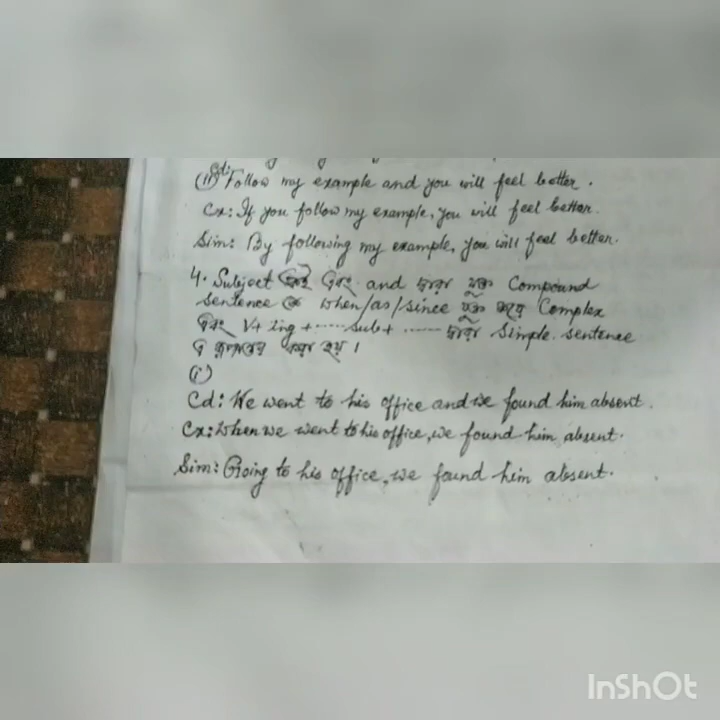 (ii) Cd: Follow my example and you will feel better.
Cx: If you follow my example, you will feel better.
Sim: By following my example, you will feel better.
4. Subject একই এবং and দ্বারা যুক্ত Compound
sentence কে when/as/since যুক্ত করে Complex
এবং V+ing+......sub+...... দ্বারা Simple sentence
এ রূপান্তর করা হয়।
(i)
Cd: We went to his office and we found him absent.
Cx: When we went to his office, we found him absent.
Sim: Going to his office, we found him absent.
InShOt